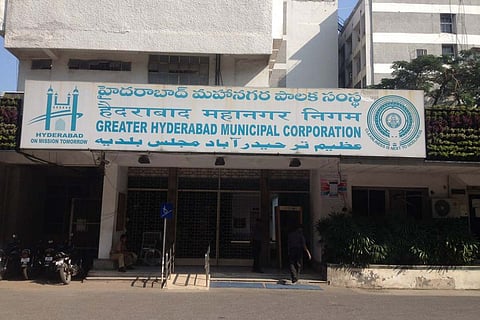 హైదరాబాద్ మహానగర పాలక సంస్థ
हैदराबाद महानगर निगम
GREATER HYDERABAD MUNICIPAL CORPORATION
عظیم تر حیدرآباد مجلس بلدیہ
HYDERABAD
ON MISSION TOMORROW